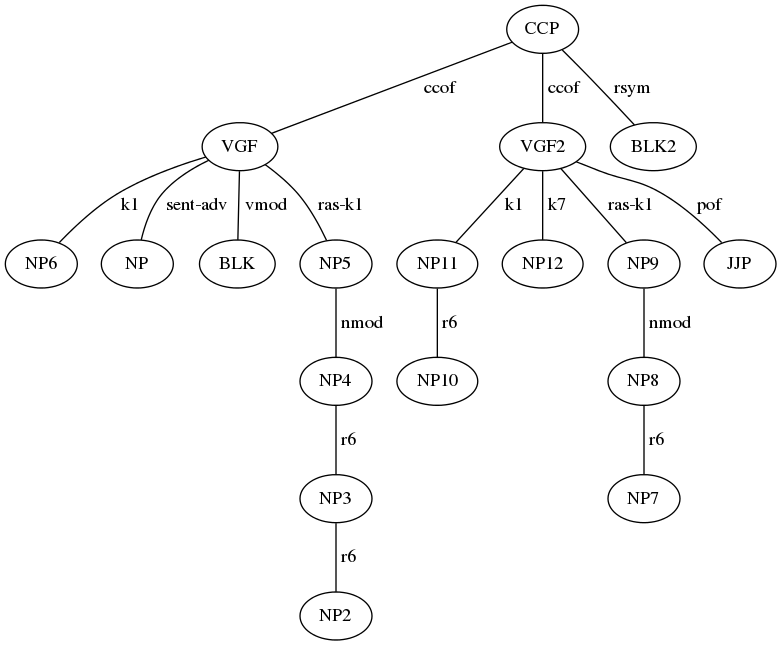 CCP
ccof ccof rsym
VGF VGF2 BLK2
k1 sent-adv vmod ras-k1 k1 k7 ras-k1 pof
NP6 NP BLK NP5 NP11 NP12 NP9 JJP
nmod r6 nmod
NP4 NP10 NP8
r6 r6
NP3 NP7
r6
NP2